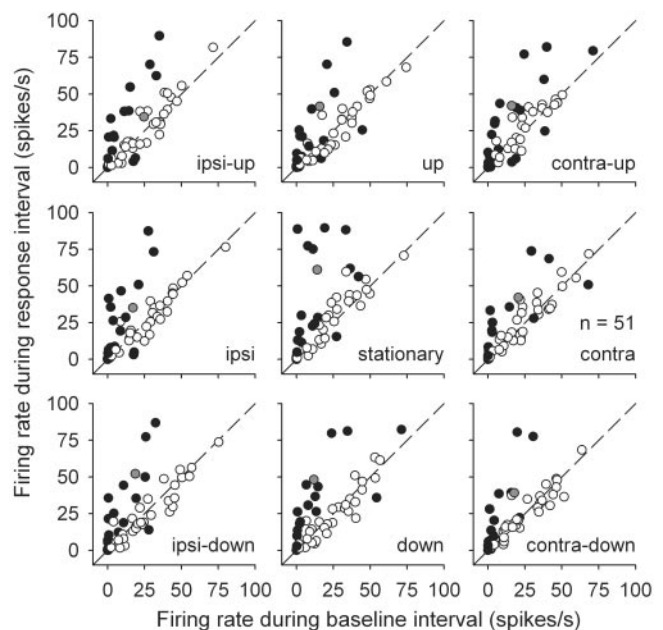 Firing rate during response interval (spikes/s)
100
75
50
25
0
ipsi-up
up
contra-up
100
75
50
25
0
ipsi
stationary
n = 51
contra
100
75
50
25
0
ipsi-down
down
contra-down
0 25 50 75 100 0 25 50 75 100 0 25 50 75 100
Firing rate during baseline interval (spikes/s)